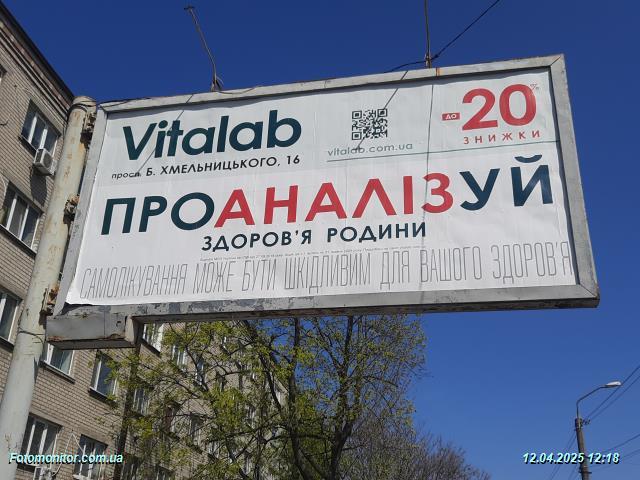 Vitalab
просп. Б. ХМЕЛЬНИЦЬКОГО, 16
vitalab.com.ua
ДО -20%
ЗНИЖКИ
ПРОАНАЛІЗУЙ
ЗДОРОВ'Я РОДИНИ
САМОЛІКУВАННЯ МОЖЕ БУТИ ШКІДЛИВИМ ДЛЯ ВАШОГО ЗДОРОВ'Я
Fotomonitor.com.ua
12.04.2025 12:18